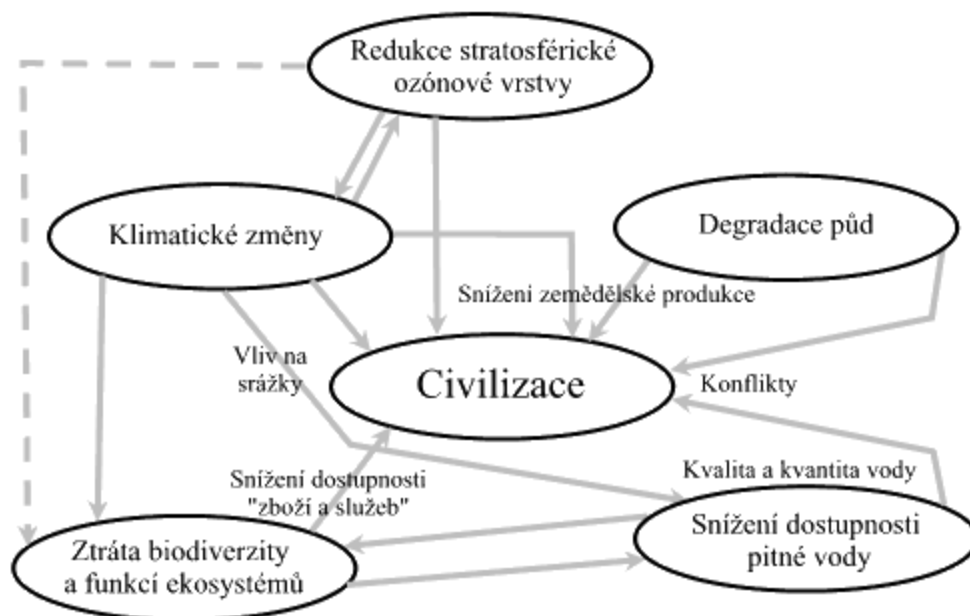 Redukce stratosférické
ozónové vrstvy
Klimatické změny
Degradace půd
Snížení zemědělské produkce
Vliv na
srážky
Civilizace
Konflikty
Snížení dostupnosti
"zboží a služeb"
Kvalita a kvantita vody
Ztráta biodiverzity
a funkcí ekosystémů
Snížení dostupnosti
pitné vody